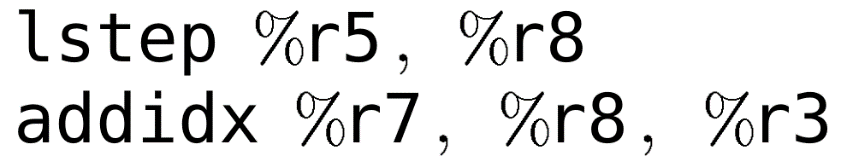 lstep %r5, %r8
addidx %r7, %r8, %r3